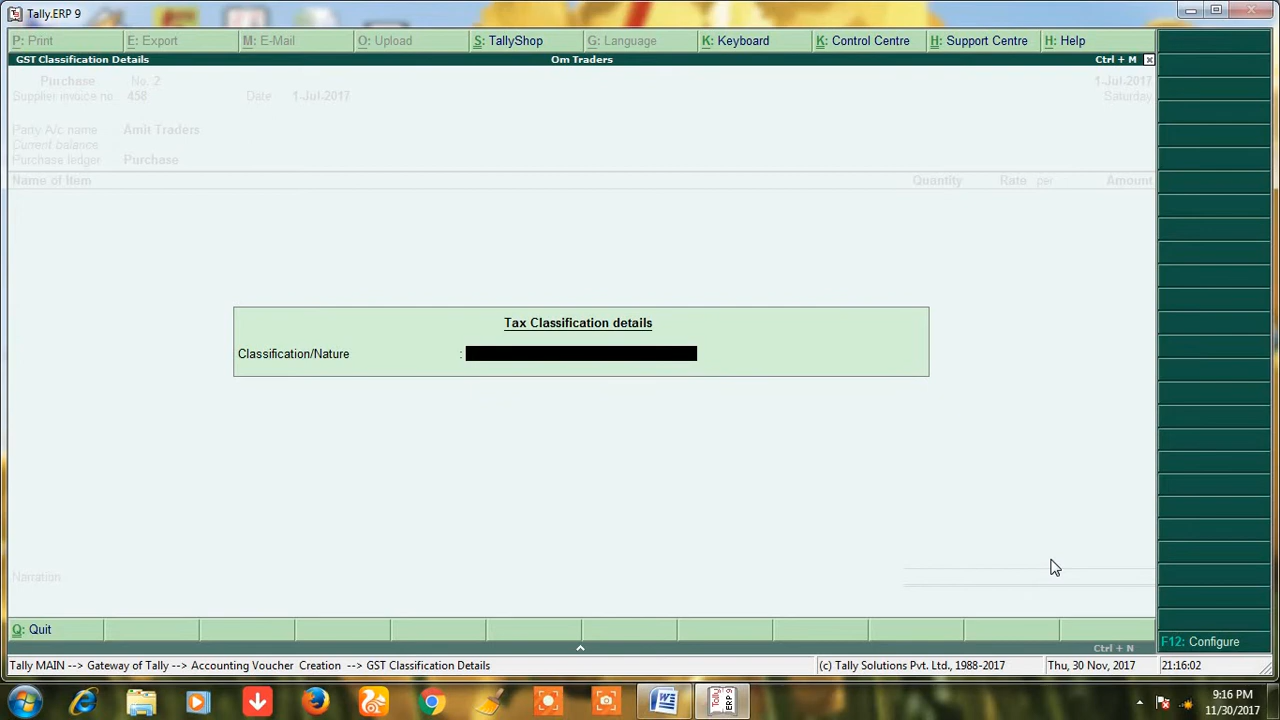 Tally.ERP 9
P: Print E: Export M: E-Mail O: Upload S: TallyShop G: Language K: Keyboard K: Control Centre H: Support Centre H: Help
GST Classification Details Om Traders Ctrl + M
Purchase No. 2 1-Jul-2017
Supplier invoice no: 458 Date 1-Jul-2017 Saturday
Party A/c name Amit Traders
Current balance
Purchase ledger Purchase
Name of Item Quantity Rate per Amount
Tax Classification details
Classification/Nature :
Narration
Q: Quit
F12: Configure
Ctrl + N
Tally MAIN --> Gateway of Tally --> Accounting Voucher Creation --> GST Classification Details (c) Tally Solutions Pvt. Ltd., 1988-2017 Thu, 30 Nov, 2017 21:16:02
Tally ERP 9
9:16 PM
11/30/2017